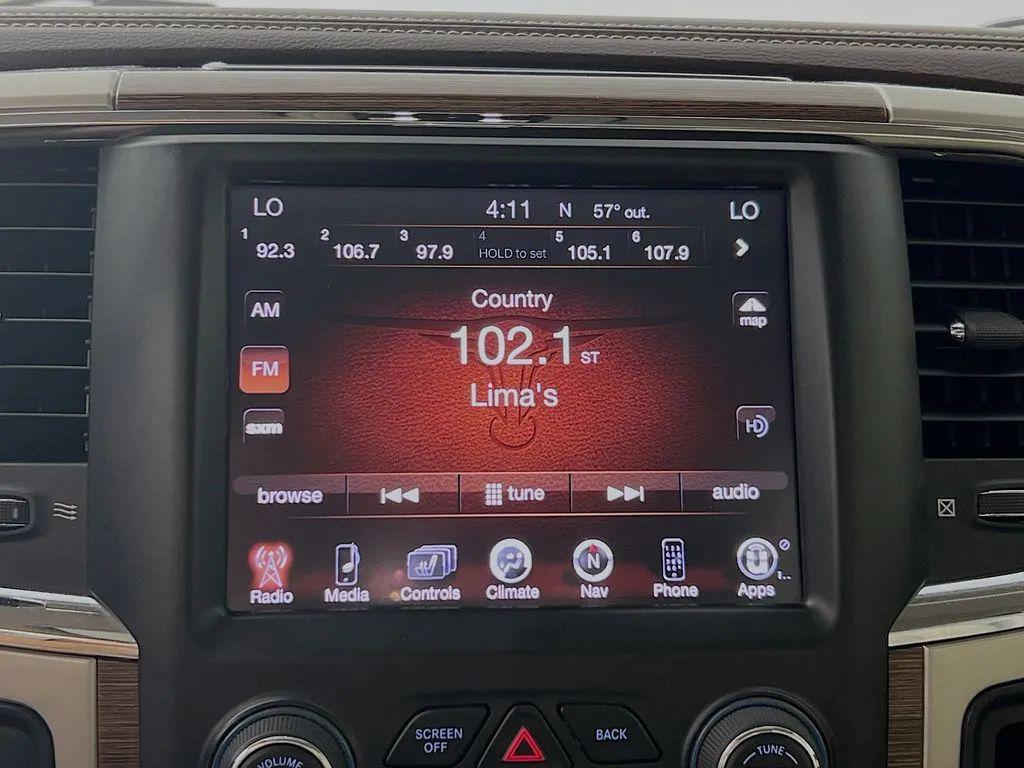 LO 4:11 N 57° out. LO
1 92.3 2 106.7 3 97.9 4 HOLD to set 5 105.1 6 107.9
Country
AM
map
102.1 ST
FM
Lima's
sxm
HD
browse tune audio
N
Radio Media Controls Climate Nav Phone Apps
SCREEN OFF
BACK
VOLUME
TUNE